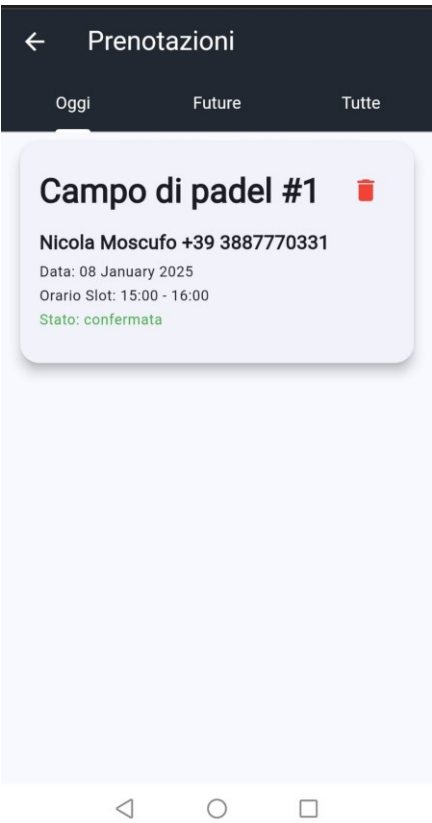 Prenotazioni
Oggi Future Tutte
Campo di padel #1
Nicola Moscufo +39 3887770331
Data: 08 January 2025
Orario Slot: 15:00 - 16:00
Stato: confermata